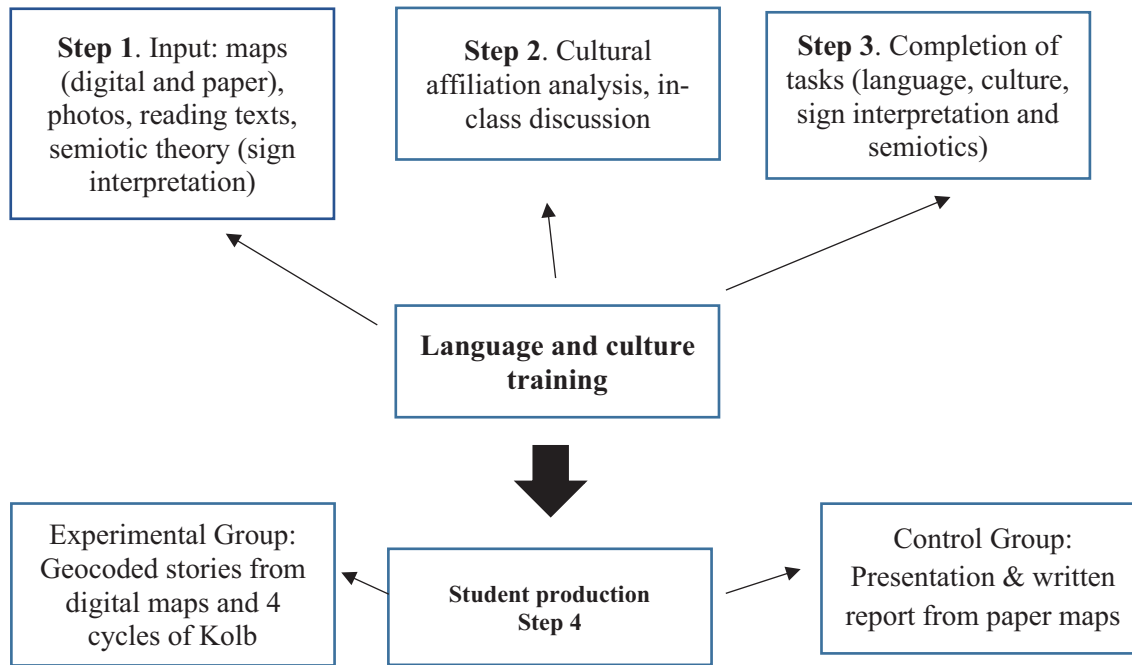 Step 1. Input: maps
(digital and paper),
photos, reading texts,
semiotic theory (sign
interpretation)
Step 2. Cultural
affiliation analysis, in-
class discussion
Step 3. Completion of
tasks (language, culture,
sign interpretation and
semiotics)
Language and culture
training
Experimental Group:
Geocoded stories from
digital maps and 4
cycles of Kolb
Student production
Step 4
Control Group:
Presentation & written
report from paper maps